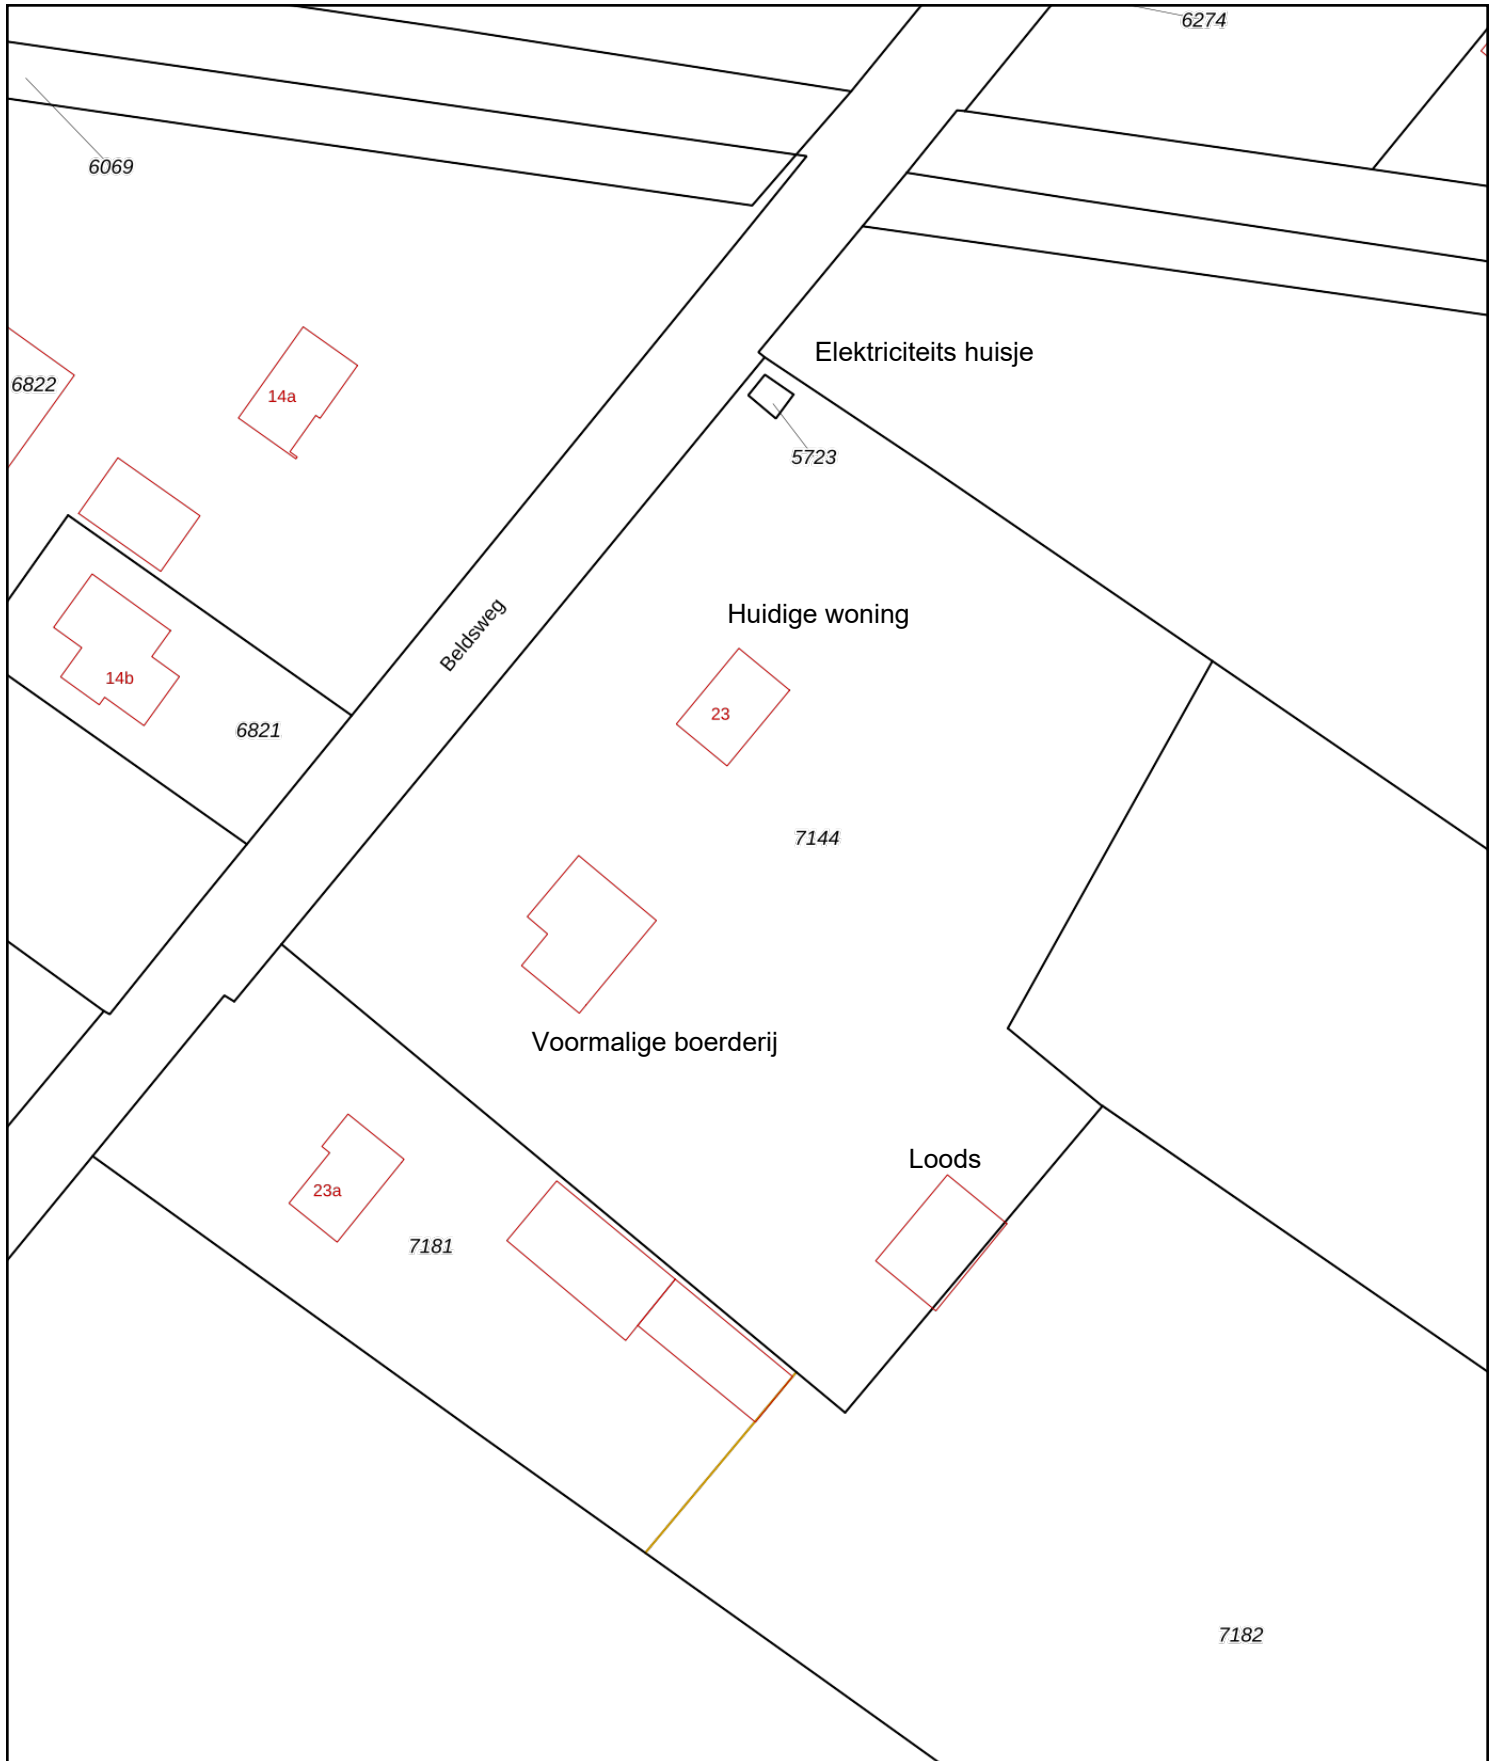 6274
6069
Elektriciteits huisje
6822
14a
5723
Beldsweg
Huidige woning
14b
23
6821
7144
Voormalige boerderij
Loods
23a
7181
7182